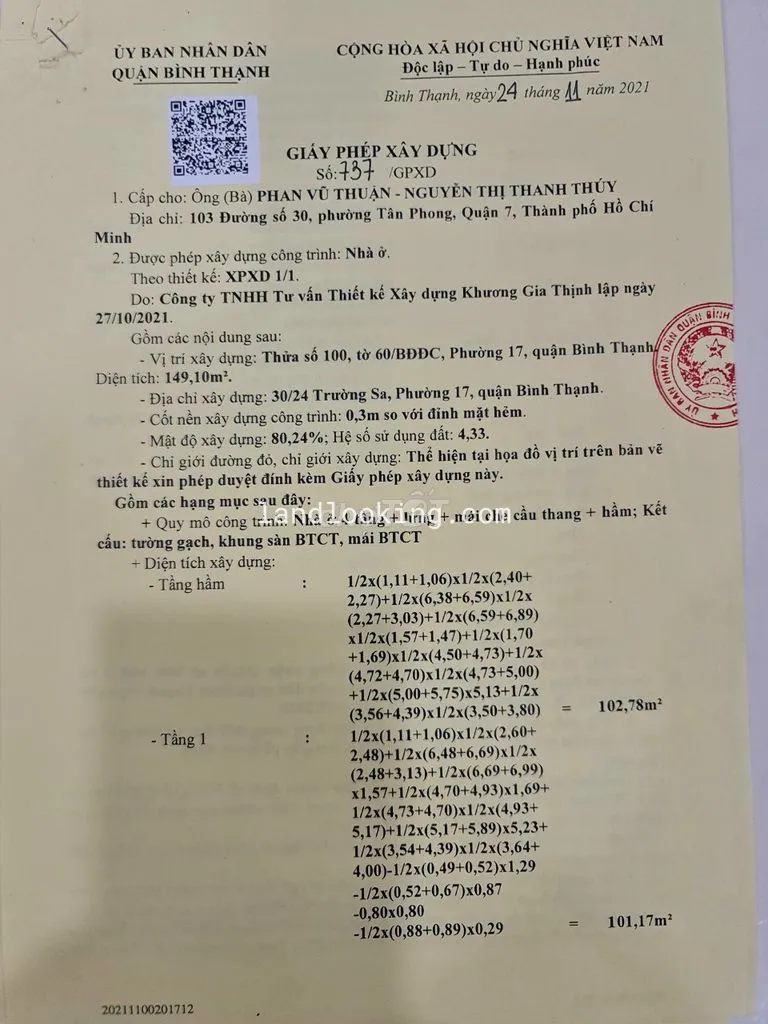 ỦY BAN NHÂN DÂN
QUẬN BÌNH THẠNH
CỘNG HÒA XÃ HỘI CHỦ NGHĨA VIỆT NAM
Độc lập – Tự do – Hạnh phúc
Bình Thạnh, ngày 24 tháng 11 năm 2021
GIẤY PHÉP XÂY DỰNG
Số: 737 /GPXD
1. Cấp cho: Ông (Bà) PHAN VŨ THUẬN - NGUYỄN THỊ THANH THÚY
Địa chỉ: 103 Đường số 30, phường Tân Phong, Quận 7, Thành phố Hồ Chí
Minh
2. Được phép xây dựng công trình: Nhà ở.
Theo thiết kế: XPXD 1/1.
Do: Công ty TNHH Tư vấn Thiết kế Xây dựng Khương Gia Thịnh lập ngày
27/10/2021.
Gồm các nội dung sau:
- Vị trí xây dựng: Thửa số 100, tờ 60/BĐĐC, Phường 17, quận Bình Thạnh.
Diện tích: 149,10m².
- Địa chỉ xây dựng: 30/24 Trường Sa, Phường 17, quận Bình Thạnh.
- Cốt nền xây dựng công trình: 0,3m so với đỉnh mặt hẻm.
- Mật độ xây dựng: 80,24%; Hệ số sử dụng đất: 4,33.
- Chỉ giới đường đỏ, chỉ giới xây dựng: Thể hiện tại họa đồ vị trí trên bản vẽ
thiết kế xin phép duyệt đính kèm Giấy phép xây dựng này.
Gồm các hạng mục sau đây:
landlooking.com
+ Quy mô công trình: Nhà ở 4 tầng + lửng + mái che cầu thang + hầm; Kết
cấu: tường gạch, khung sàn BTCT, mái BTCT
+ Diện tích xây dựng:
- Tầng hầm : 1/2x(1,11+1,06)x1/2x(2,40+
2,27)+1/2x(6,38+6,59)x1/2x
(2,27+3,03)+1/2x(6,59+6,89)
x1/2x(1,57+1,47)+1/2x(1,70
+1,69)x1/2x(4,50+4,73)+1/2x
(4,72+4,70)x1/2x(4,73+5,00)
+1/2x(5,00+5,75)x5,13+1/2x
(3,56+4,39)x1/2x(3,50+3,80) = 102,78m²
- Tầng 1 : 1/2x(1,11+1,06)x1/2x(2,60+
2,48)+1/2x(6,48+6,69)x1/2x
(2,48+3,13)+1/2x(6,69+6,99)
x1,57+1/2x(4,70+4,93)x1,69+
1/2x(4,73+4,70)x1/2x(4,93+
5,17)+1/2x(5,17+5,89)x5,23+
1/2x(3,54+4,39)x1/2x(3,64+
4,00)-1/2x(0,49+0,52)x1,29
-1/2x(0,52+0,67)x0,87
-0,80x0,80
-1/2x(0,88+0,89)x0,29 = 101,17m²
20211100201712